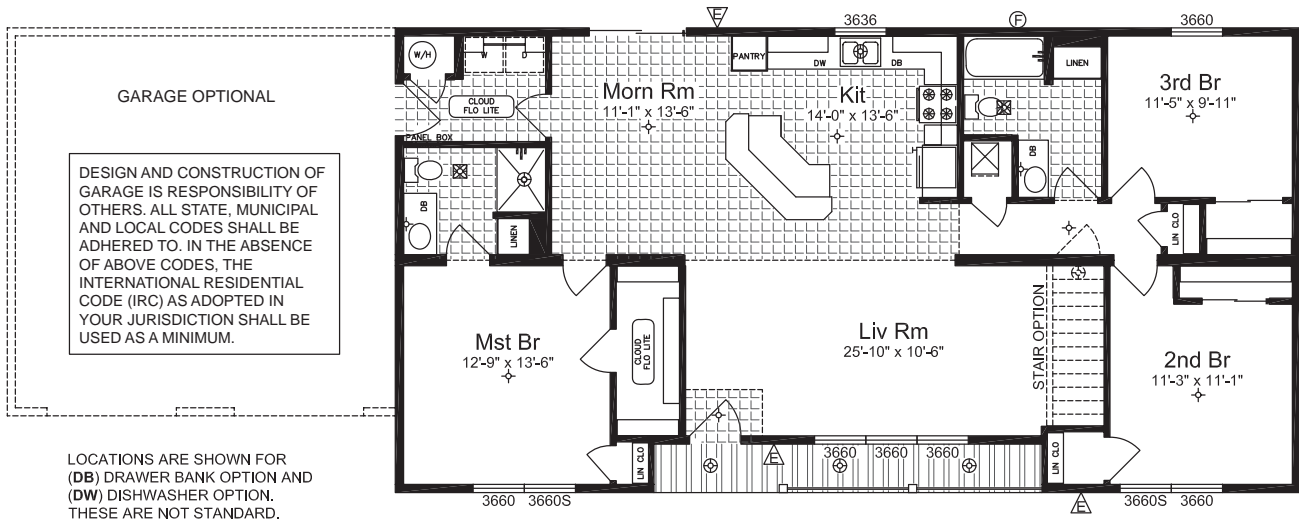 E
3636
F
3660
W/H
W
D
PANTRY
DW
DB
LINEN
3rd Br
11'-5" x 9'-11"
GARAGE OPTIONAL
CLOUD
FLO LITE
Morn Rm
11'-1" x 13'-6"
Kit
14'-0" x 13'-6"
PANEL BOX
DESIGN AND CONSTRUCTION OF
GARAGE IS RESPONSIBILITY OF
OTHERS. ALL STATE, MUNICIPAL
AND LOCAL CODES SHALL BE
ADHERED TO. IN THE ABSENCE
OF ABOVE CODES, THE
INTERNATIONAL RESIDENTIAL
CODE (IRC) AS ADOPTED IN
YOUR JURISDICTION SHALL BE
USED AS A MINIMUM.
DB
LINEN
DB
LIN CLO
Mst Br
12'-9" x 13'-6"
CLOUD
FLO LITE
Liv Rm
25'-10" x 10'-6"
STAIR OPTION
2nd Br
11'-3" x 11'-1"
LIN CLO
3660
3660
3660
E
LIN CLO
LOCATIONS ARE SHOWN FOR
(DB) DRAWER BANK OPTION AND
(DW) DISHWASHER OPTION.
THESE ARE NOT STANDARD.
3660
3660S
E
3660S
3660